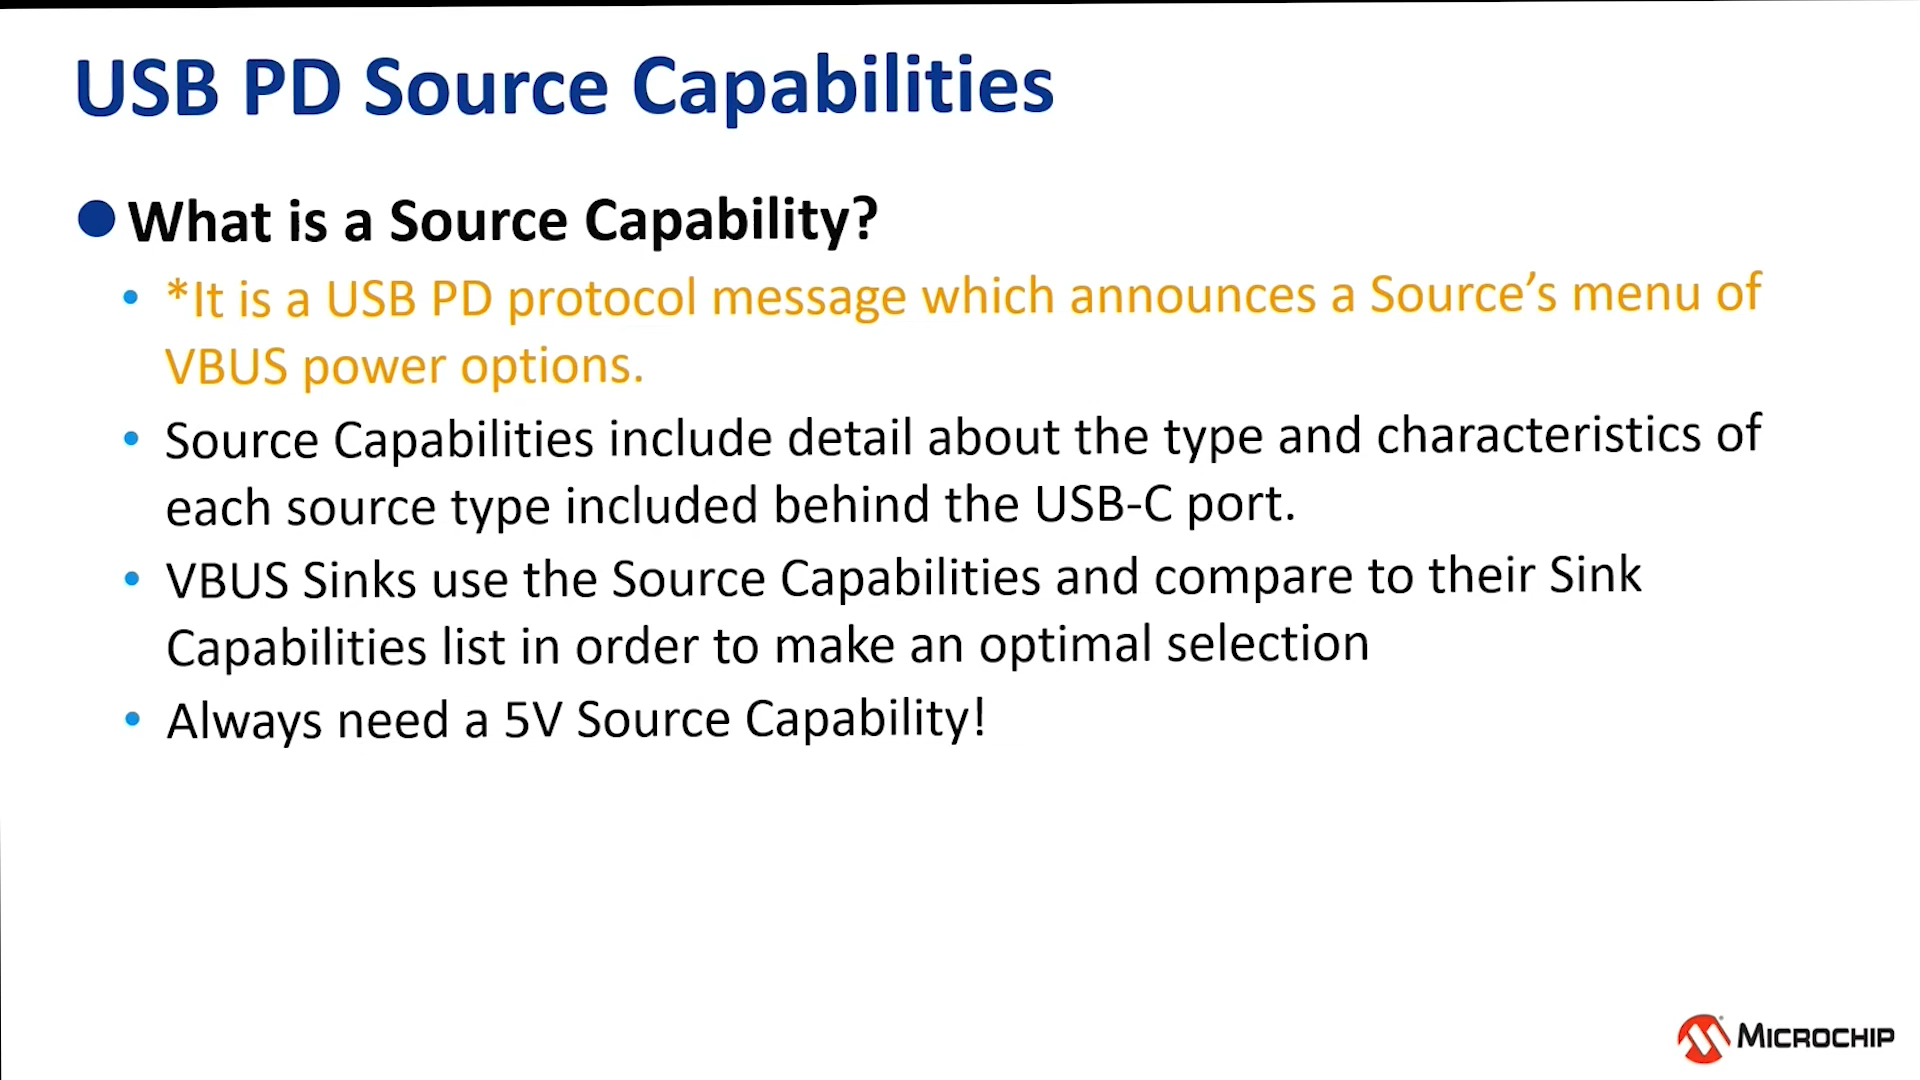 USB PD Source Capabilities
What is a Source Capability?
• *It is a USB PD protocol message which announces a Source’s menu of
VBUS power options.
• Source Capabilities include detail about the type and characteristics of
each source type included behind the USB-C port.
• VBUS Sinks use the Source Capabilities and compare to their Sink
Capabilities list in order to make an optimal selection
• Always need a 5V Source Capability!
MICROCHIP